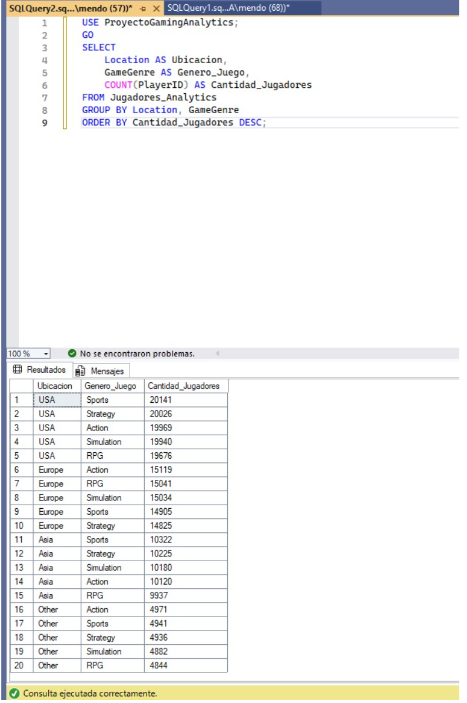 SQLQuery2.sq...\mendo (57))* SQLQuery1.sq...A\mendo (68))*
1 USE ProyectoGamingAnalytics;
2 GO
3 SELECT
4 Location AS Ubicacion,
5 GameGenre AS Genero_Juego,
6 COUNT(PlayerID) AS Cantidad_Jugadores
7 FROM Jugadores_Analytics
8 GROUP BY Location, GameGenre
9 ORDER BY Cantidad_Jugadores DESC;
100 % No se encontraron problemas.
Resultados Mensajes
Ubicacion Genero_Juego Cantidad_Jugadores
1 USA Sports 20141
2 USA Strategy 20026
3 USA Action 19969
4 USA Simulation 19940
5 USA RPG 19676
6 Europe Action 15119
7 Europe RPG 15041
8 Europe Simulation 15034
9 Europe Sports 14905
10 Europe Strategy 14825
11 Asia Sports 10322
12 Asia Strategy 10225
13 Asia Simulation 10180
14 Asia Action 10120
15 Asia RPG 9937
16 Other Action 4971
17 Other Sports 4941
18 Other Strategy 4936
19 Other Simulation 4882
20 Other RPG 4844
Consulta ejecutada correctamente.